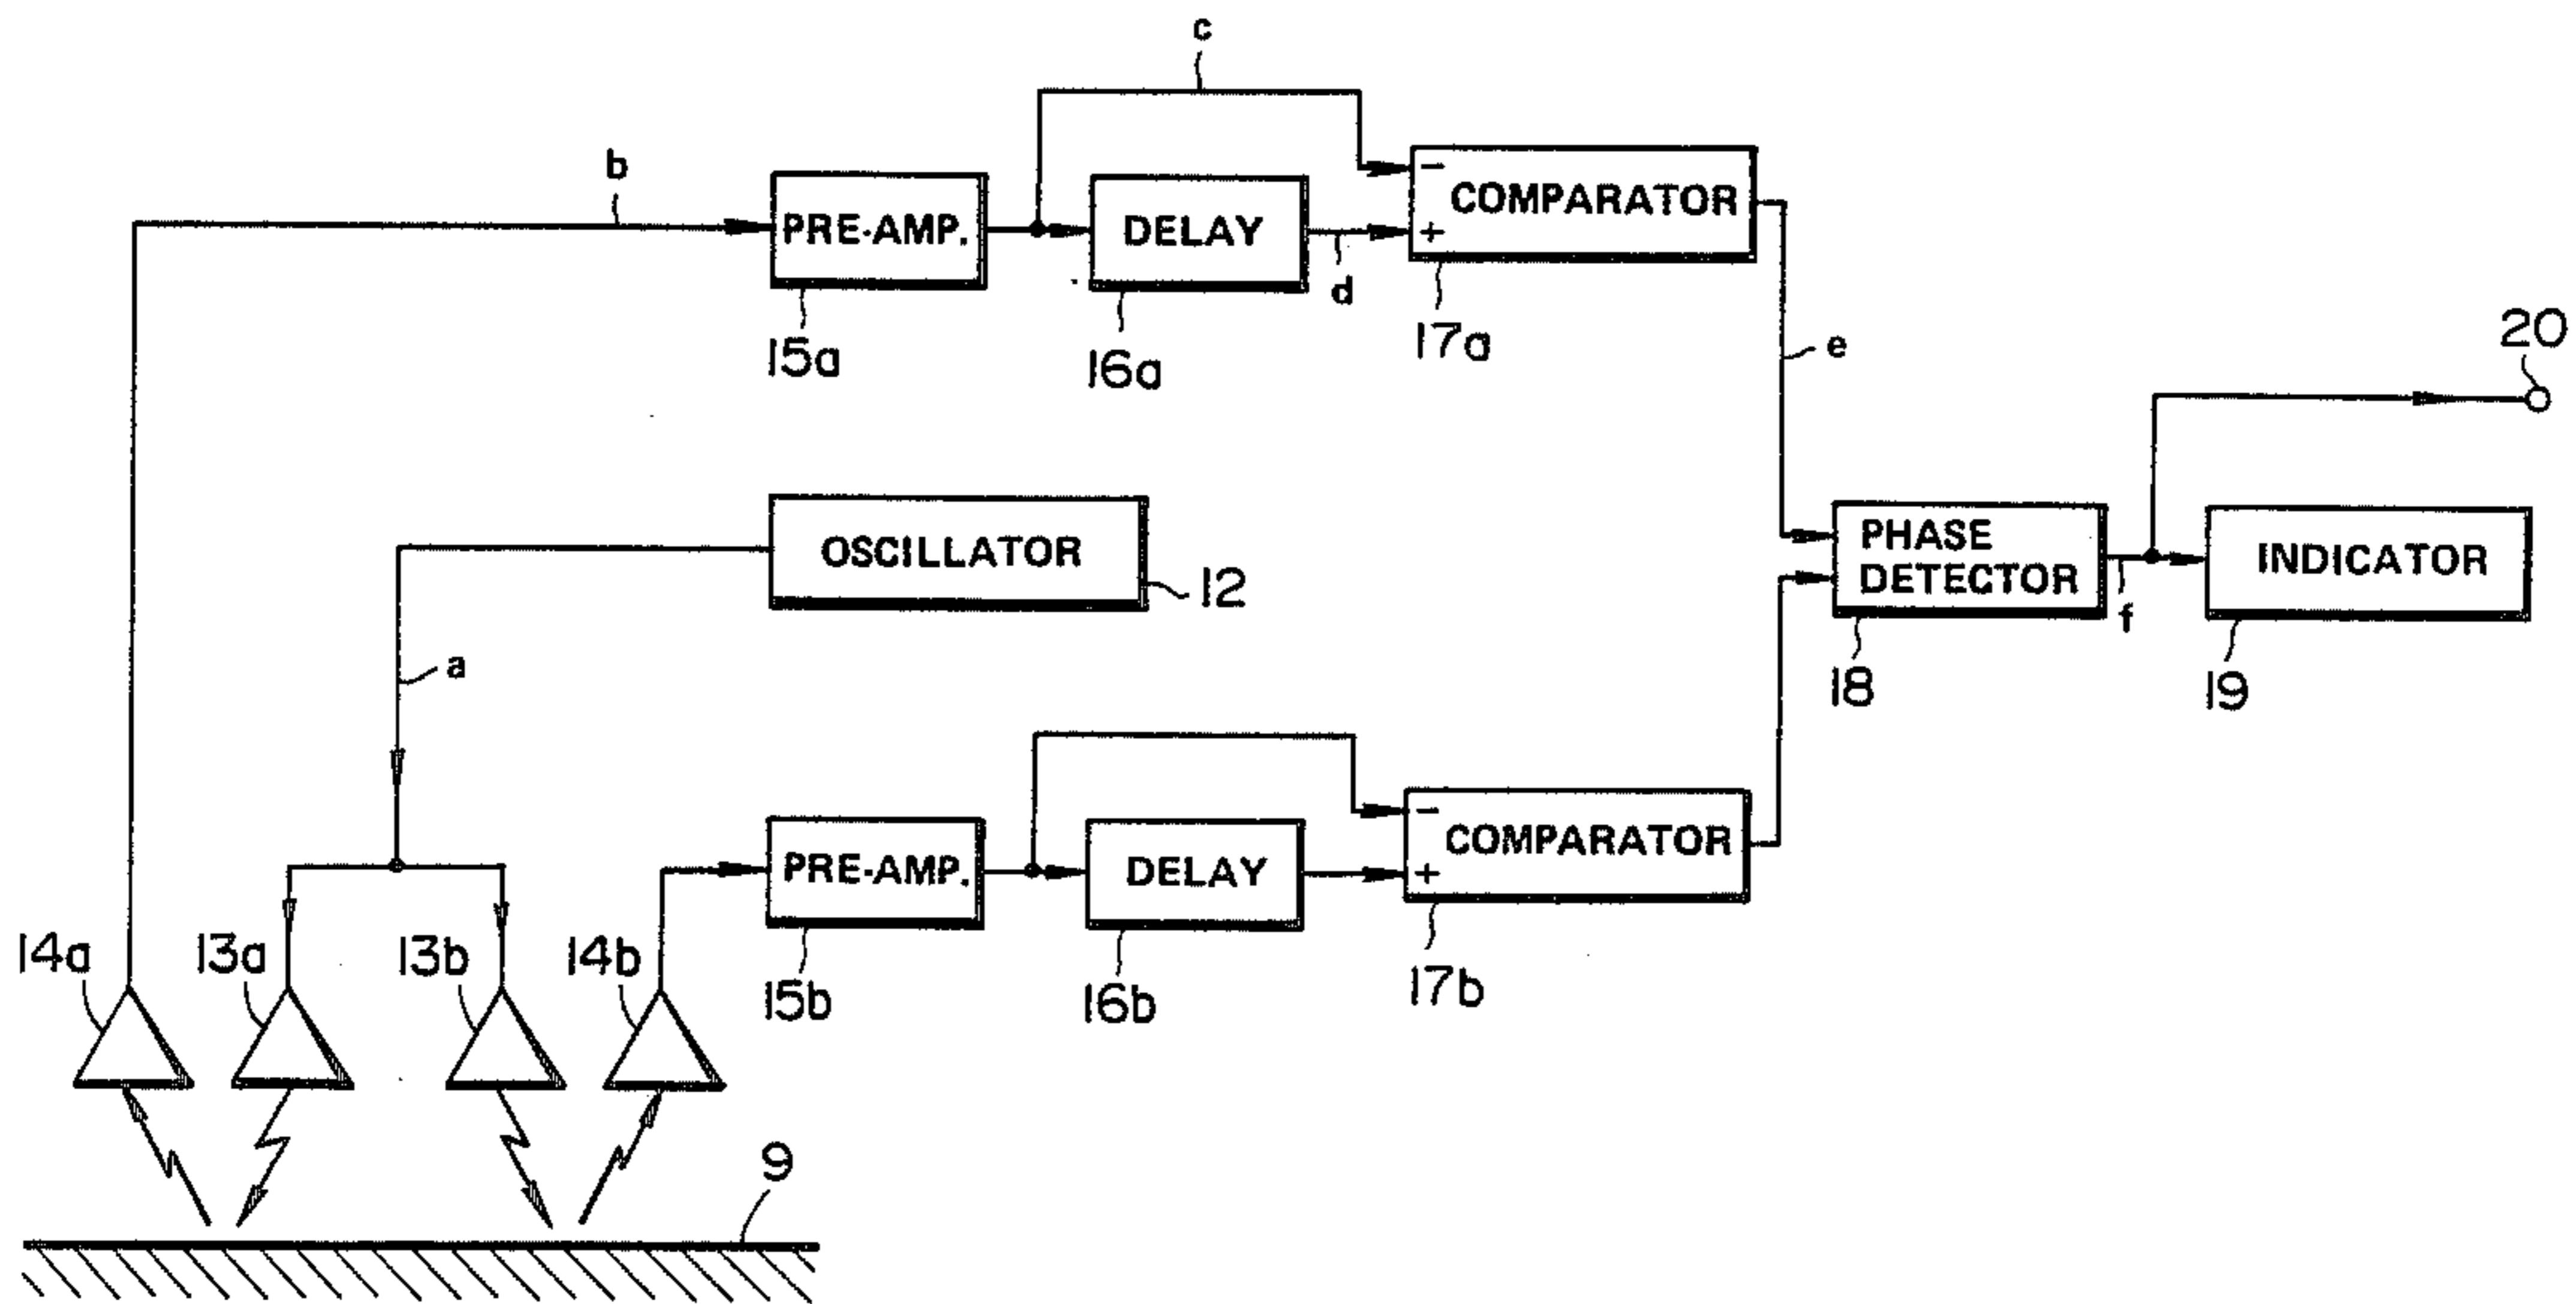 c
b
PRE-AMP.
DELAY
- COMPARATOR
+
d
15a
16a
17a
e
20
OSCILLATOR
12
PHASE
DETECTOR
INDICATOR
f
18
19
a
PRE-AMP.
DELAY
- COMPARATOR
+
14a
13a
13b
14b
15b
16b
17b
9